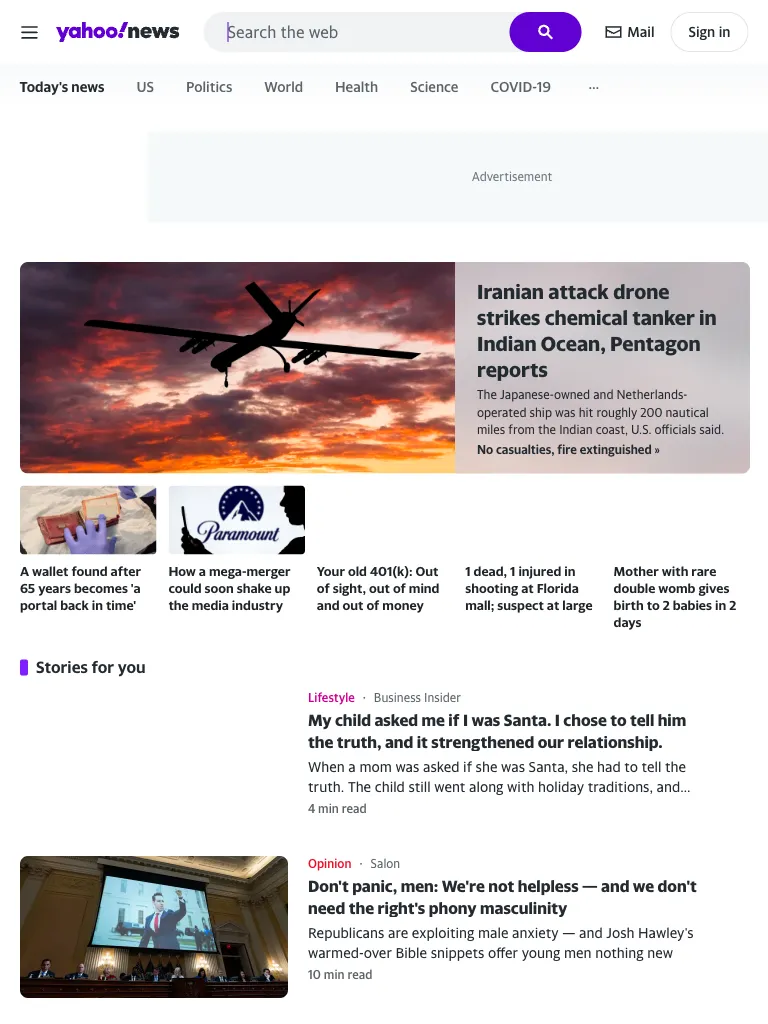 yahoo!news
Search the web
Mail
Sign in
Today's news
US
Politics
World
Health
Science
COVID-19
...
Advertisement
Iranian attack drone
strikes chemical tanker in
Indian Ocean, Pentagon
reports
The Japanese-owned and Netherlands-
operated ship was hit roughly 200 nautical
miles from the Indian coast, U.S. officials said.
No casualties, fire extinguished »
Paramount
A wallet found after
65 years becomes 'a
portal back in time'
How a mega-merger
could soon shake up
the media industry
Your old 401(k): Out
of sight, out of mind
and out of money
1 dead, 1 injured in
shooting at Florida
mall; suspect at large
Mother with rare
double womb gives
birth to 2 babies in 2
days
Stories for you
Lifestyle · Business Insider
My child asked me if I was Santa. I chose to tell him
the truth, and it strengthened our relationship.
When a mom was asked if she was Santa, she had to tell the
truth. The child still went along with holiday traditions, and...
4 min read
Opinion · Salon
Don't panic, men: We're not helpless — and we don't
need the right's phony masculinity
Republicans are exploiting male anxiety — and Josh Hawley's
warmed-over Bible snippets offer young men nothing new
10 min read